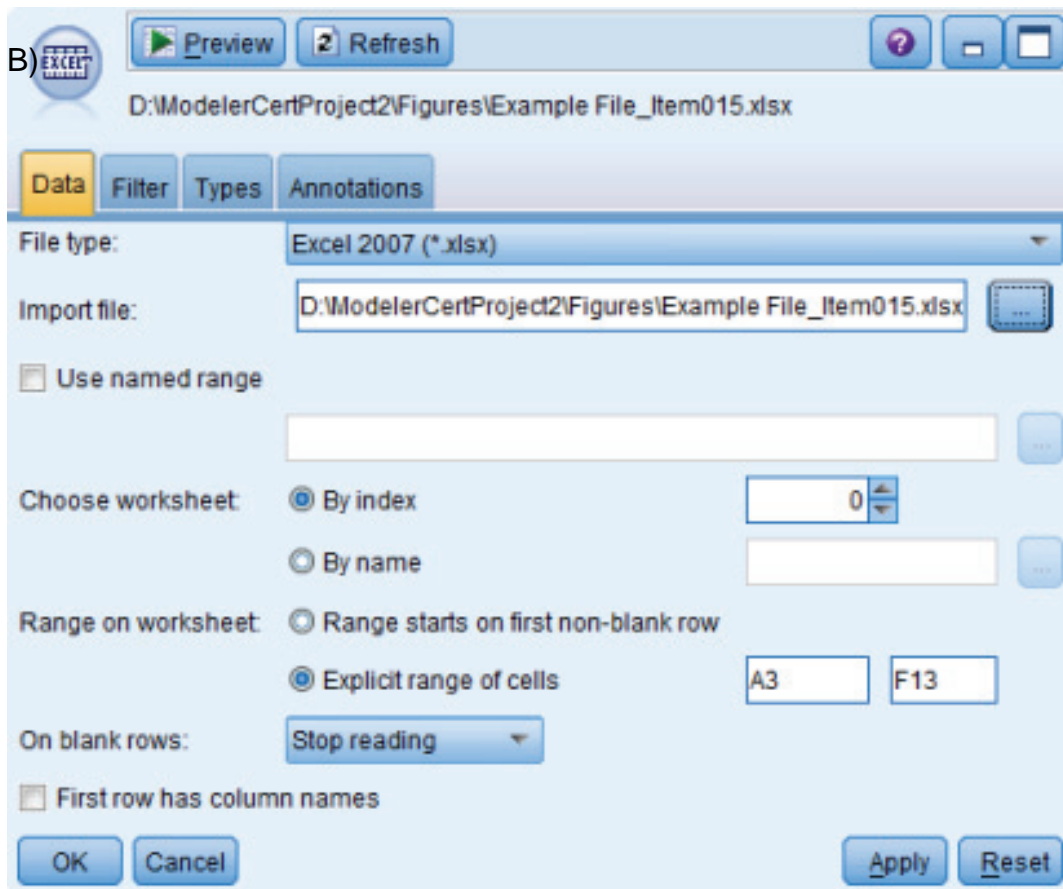 Preview Refresh
B) EXCEL
D:\ModelerCertProject2\Figures\Example File_Item015.xlsx
Data Filter Types Annotations
File type: Excel 2007 (*.xlsx)
Import file: D:\ModelerCertProject2\Figures\Example File_Item015.xlsx ...
Use named range
...
Choose worksheet: By index 0
By name ...
Range on worksheet: Range starts on first non-blank row
Explicit range of cells A3 F13
On blank rows: Stop reading
First row has column names
OK Cancel Apply Reset